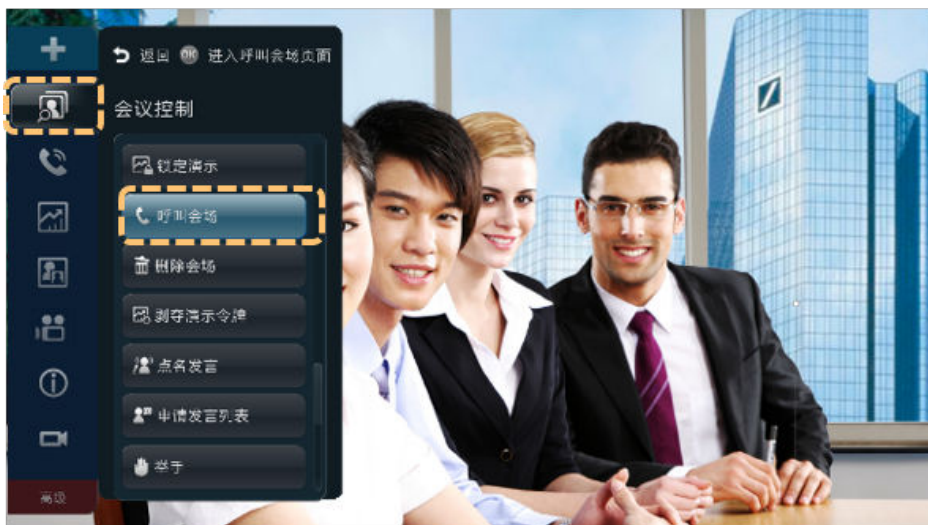 返回 OK 进入呼叫会场页面
会议控制
锁定演示
呼叫会场
删除会场
剥夺演示令牌
点名发言
申请发言列表
举手
高级